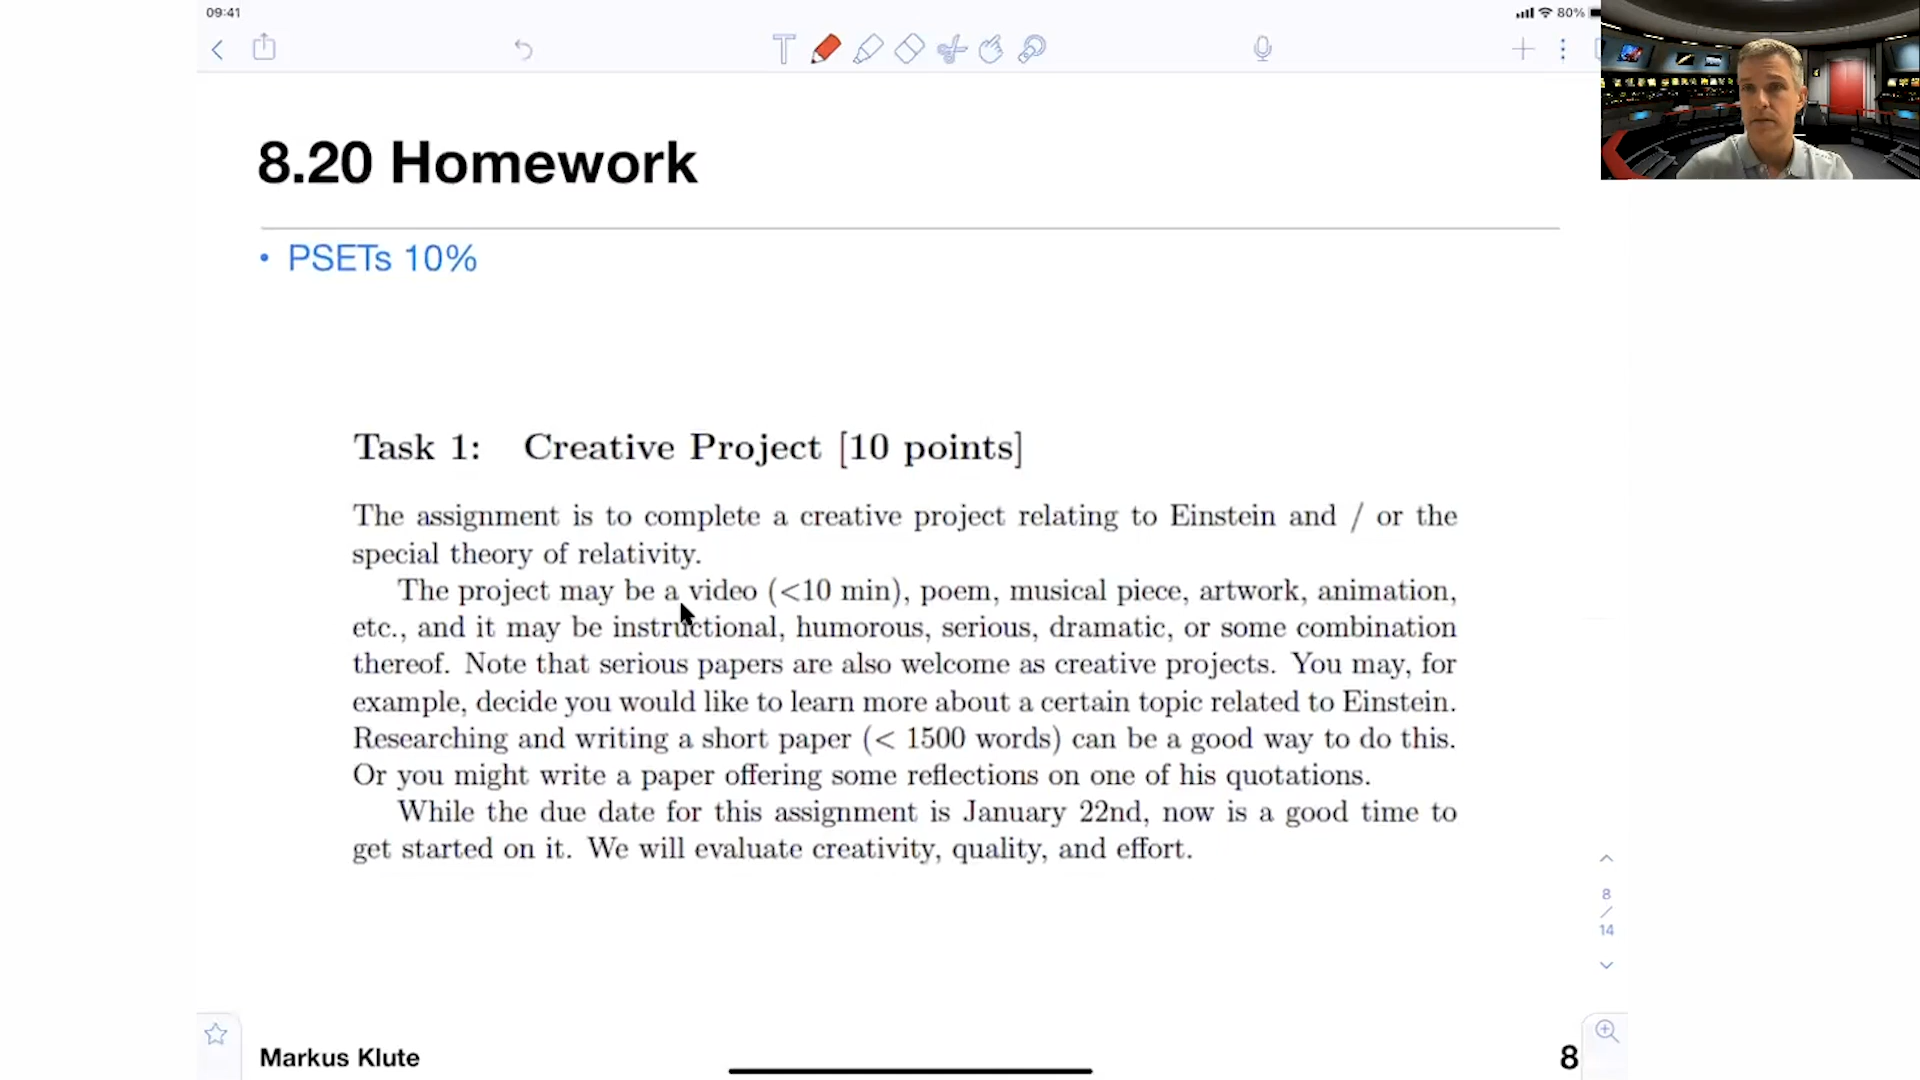 09:41
80%
8.20 Homework
• PSETs 10%
Task 1: Creative Project [10 points]
The assignment is to complete a creative project relating to Einstein and / or the
special theory of relativity.
The project may be a video (<10 min), poem, musical piece, artwork, animation,
etc., and it may be instructional, humorous, serious, dramatic, or some combination
thereof. Note that serious papers are also welcome as creative projects. You may, for
example, decide you would like to learn more about a certain topic related to Einstein.
Researching and writing a short paper (< 1500 words) can be a good way to do this.
Or you might write a paper offering some reflections on one of his quotations.
While the due date for this assignment is January 22nd, now is a good time to
get started on it. We will evaluate creativity, quality, and effort.
8
/
14
Markus Klute
8